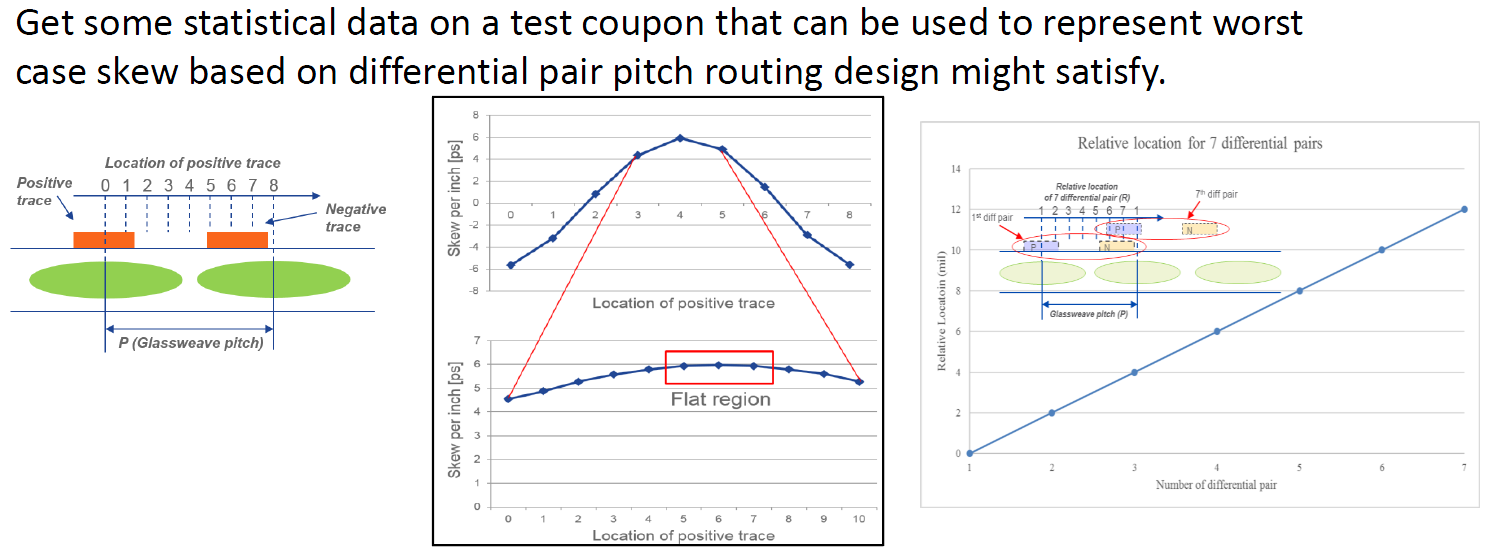 Get some statistical data on a test coupon that can be used to represent worst
case skew based on differential pair pitch routing design might satisfy.
Location of positive trace
Positive
trace
0 1 2 3 4 5 6 7 8
Negative
trace
P (Glassweave pitch)
Skew per inch [ps]
8
6
4
2
0
-2
-4
-6
-8
0 1 2 3 4 5 6 7 8
Location of positive trace
Skew per inch [ps]
7
6
5
4
3
2
1
0
Flat region
0 1 2 3 4 5 6 7 8 9 10
Location of positive trace
Relative location for 7 differential pairs
Relative Locatoin (mil)
14
12
10
8
6
4
2
0
Relative location
of 7 differential pair (R)
1 2 3 4 5 6 7 1
1st diff pair
7th diff pair
P
N
P
N
Glassweave pitch (P)
1 2 3 4 5 6 7
Number of differential pair